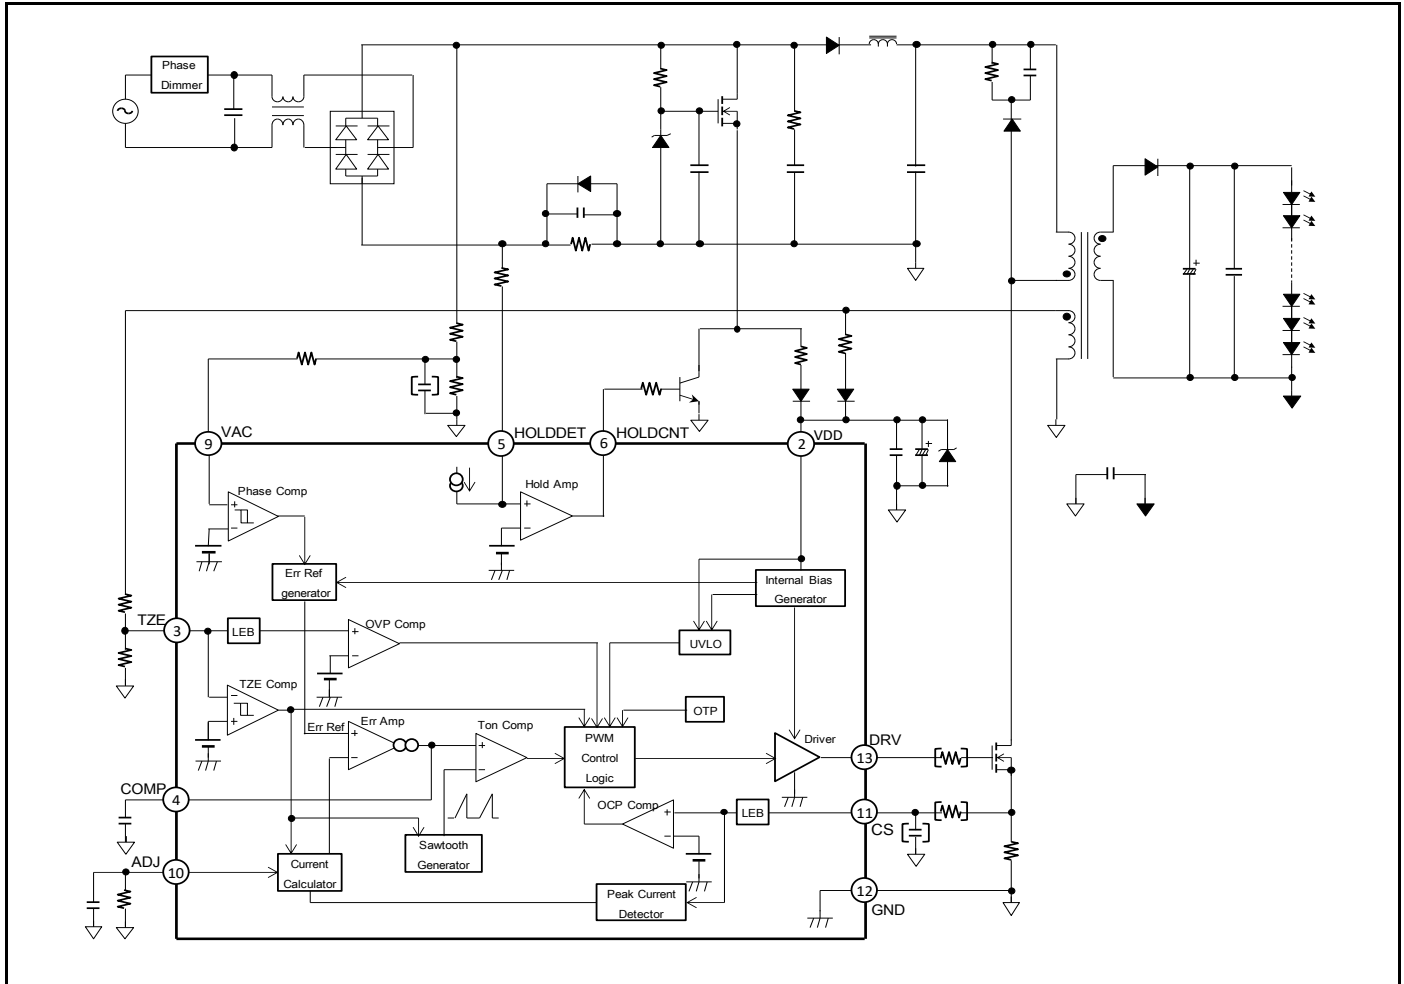 Phase
Dimmer
+
9
VAC
5
HOLDDET
6
HOLDCNT
2
VDD
+
Phase Comp
+
−
Hold Amp
+
−
Err Ref
generator
Internal Bias
Generator
TZE
3
LEB
OVP Comp
+
−
UVLO
TZE Comp
−
+
OTP
Err Ref
Err Amp
+
−
Ton Comp
+
−
PWM
Control
Logic
Driver
13
DRV
COMP
4
OCP Comp
+
−
LEB
11
CS
Sawtooth
Generator
ADJ
10
Current
Calculator
Peak Current
Detector
12
GND